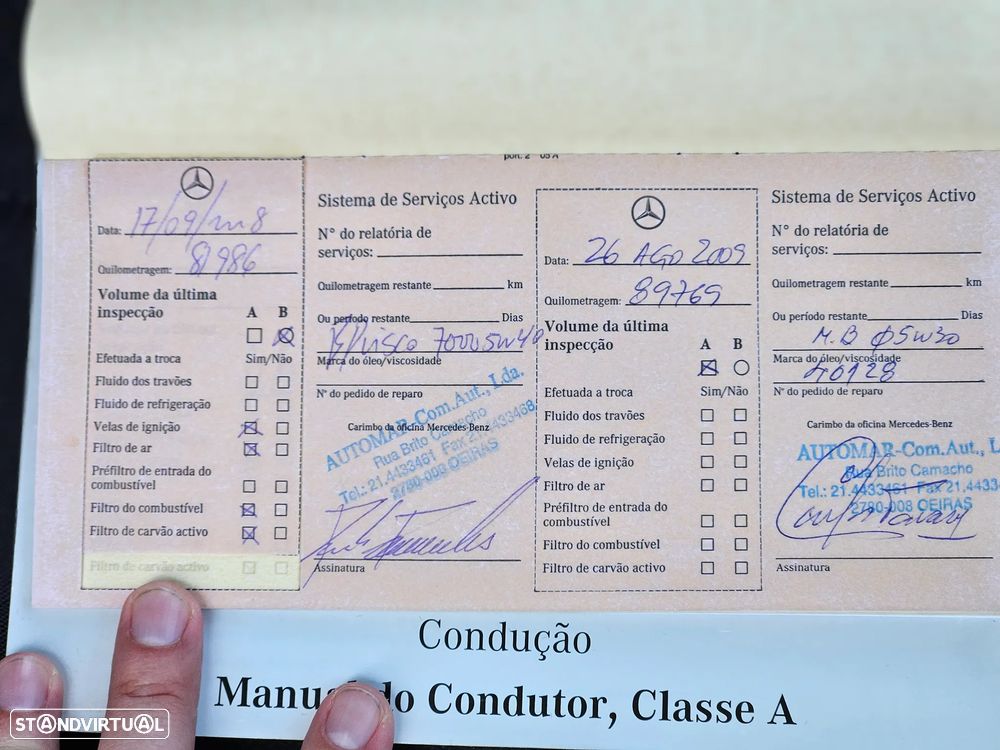 Data: 17/09/2008
Quilometragem: 81986
Volume da última
inspecção A B
Efetuada a troca Sim/Não
Fluido dos travões
Fluido de refrigeração
Velas de ignição
Filtro de ar
Préfiltro de entrada do
combustível
Filtro do combustível
Filtro de carvão activo
Filtro de carvão activo
Sistema de Serviços Activo
N° do relatória de
serviços:
Quilometragem restante km
Ou período restante Dias
7000 5W40
Marca do óleo/viscosidade
N° do pedido de reparo
Carimbo da oficina Mercedes-Benz
AUTOMAR-Com.Aut., Lda.
Rua Brito Camacho
Tel.: 21.4433461 Fax 21.4433468
2780-008 OEIRAS
Assinatura
Data: 26 AGO 2009
Quilometragem: 89769
Volume da última
inspecção A B
Efetuada a troca Sim/Não
Fluido dos travões
Fluido de refrigeração
Velas de ignição
Filtro de ar
Préfiltro de entrada do
combustível
Filtro do combustível
Filtro de carvão activo
Sistema de Serviços Activo
N° do relatória de
serviços:
Quilometragem restante km
Ou período restante Dias
M.B 05W30
Marca do óleo/viscosidade
46128
N° do pedido de reparo
Carimbo da oficina Mercedes-Benz
AUTOMAR-Com.Aut., L
Rua Brito Camacho
Tel.: 21.4433461 Fax 21.443
2780-008 OEIRAS
Assinatura
Condução
Manual do Condutor, Classe A
STANDVIRTUAL